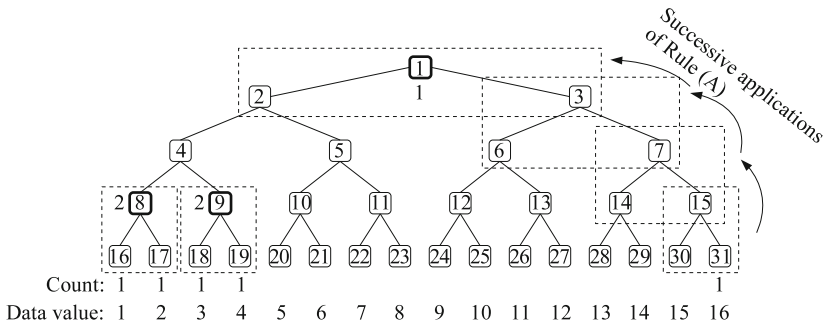 Successive applications
of Rule (A)
1
1
2 3
4 5 6 7
2 8 2 9 10 11 12 13 14 15
16 17 18 19 20 21 22 23 24 25 26 27 28 29 30 31
Count: 1 1 1 1 1
Data value: 1 2 3 4 5 6 7 8 9 10 11 12 13 14 15 16